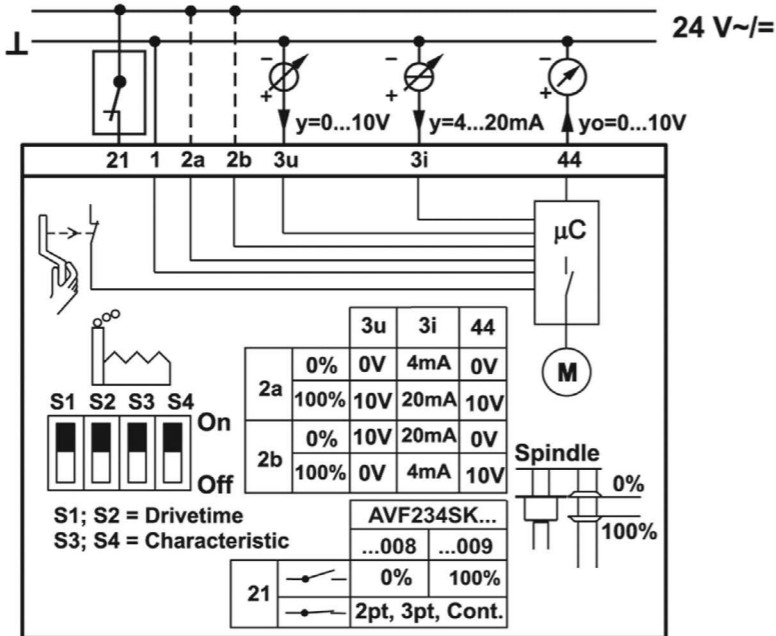 24 V~/=
⊥
− − −
+ + +
y=0...10V y=4...20mA yo=0...10V
21 1 2a 2b 3u 3i 44
µC
3u 3i 44
2a 0% 0V 4mA 0V
100% 10V 20mA 10V
2b 0% 10V 20mA 0V
100% 0V 4mA 10V
M
S1 S2 S3 S4
On
Off
Spindle
0%
100%
S1; S2 = Drivetime
S3; S4 = Characteristic
AVF234SK...
...008 ...009
21 0% 100%
2pt, 3pt, Cont.